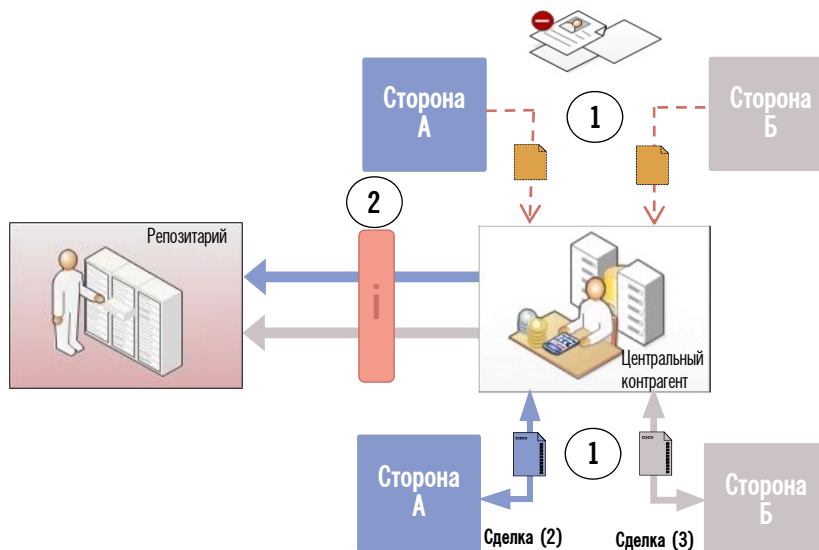 Сторона
А
1
Сторона
Б
2
Репозитарий
i
Центральный
контрагент
Сторона
А
1
Сторона
Б
Сделка (2)
Сделка (3)